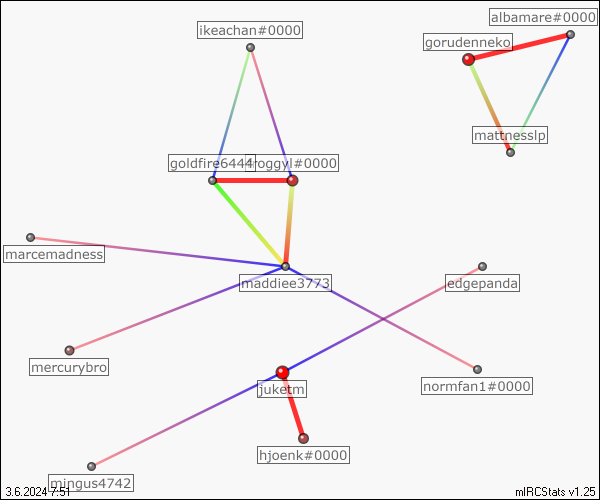 albamare#0000
ikeachan#0000
gorudenneko
mattnesslp
goldfire6444
froggyl#0000
marcemadness
maddiee3773
edgepanda
mercurybro
juketm
normfan1#0000
hjoenk#0000
mingus4742
3.6.2024 7:51
mIRCStats v1.25